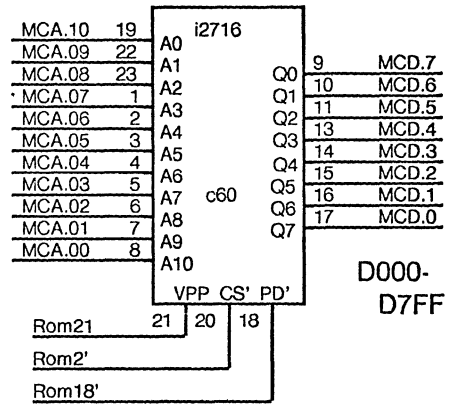 i2716
MCA.10 19 A0
MCA.09 22 A1
MCA.08 23 A2
MCA.07 1 A3
MCA.06 2 A4
MCA.05 3 A5
MCA.04 4 A6
MCA.03 5 A7
MCA.02 6 A8
MCA.01 7 A9
MCA.00 8 A10
Q0 9 MCD.7
Q1 10 MCD.6
Q2 11 MCD.5
Q3 13 MCD.4
Q4 14 MCD.3
Q5 15 MCD.2
Q6 16 MCD.1
Q7 17 MCD.0
c60
D000-
D7FF
VPP CS' PD'
21 20 18
Rom21
Rom2'
Rom18'